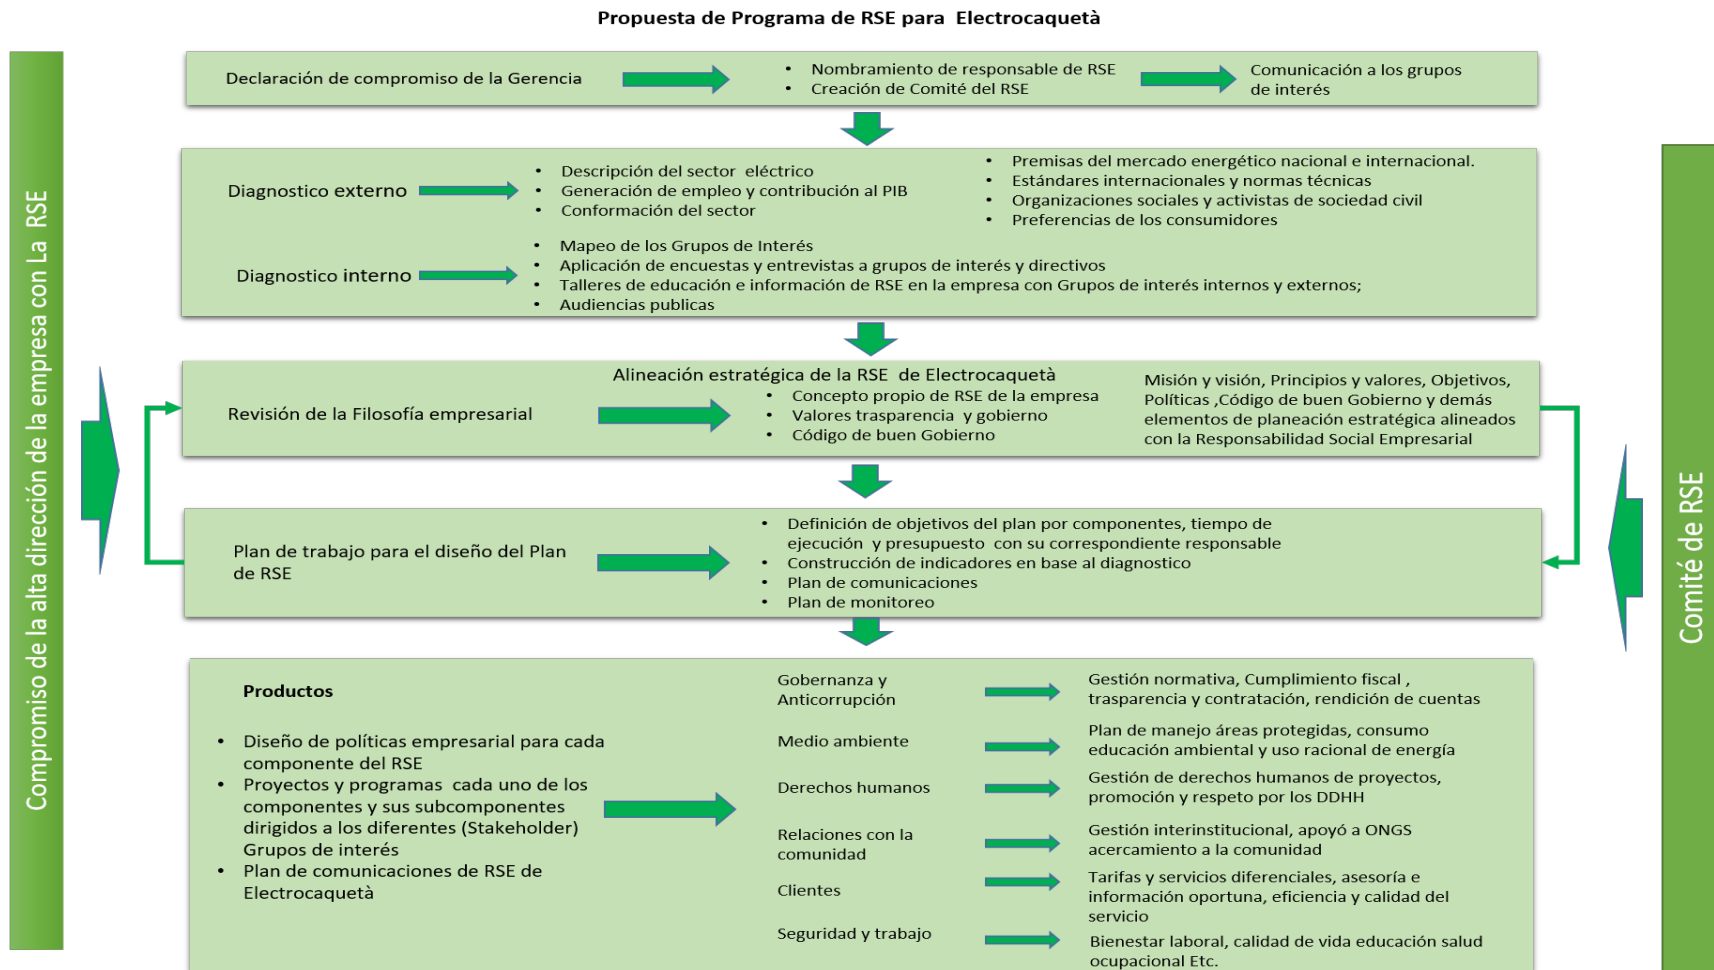 Propuesta de Programa de RSE para Electrocaquetà
Compromiso de la alta dirección de la empresa con La RSE
Declaración de compromiso de la Gerencia
• Nombramiento de responsable de RSE
• Creación de Comité del RSE
Comunicación a los grupos
de interés
Diagnostico externo
• Descripción del sector eléctrico
• Generación de empleo y contribución al PIB
• Conformación del sector
• Premisas del mercado energético nacional e internacional.
• Estándares internacionales y normas técnicas
• Organizaciones sociales y activistas de sociedad civil
• Preferencias de los consumidores
Diagnostico interno
• Mapeo de los Grupos de Interés
• Aplicación de encuestas y entrevistas a grupos de interés y directivos
• Talleres de educación e información de RSE en la empresa con Grupos de interés internos y externos;
• Audiencias publicas
Revisión de la Filosofía empresarial
Alineación estratégica de la RSE de Electrocaquetà
• Concepto propio de RSE de la empresa
• Valores trasparencia y gobierno
• Código de buen Gobierno
Misión y visión, Principios y valores, Objetivos,
Políticas ,Código de buen Gobierno y demás
elementos de planeación estratégica alineados
con la Responsabilidad Social Empresarial
Plan de trabajo para el diseño del Plan
de RSE
• Definición de objetivos del plan por componentes, tiempo de
ejecución y presupuesto con su correspondiente responsable
• Construcción de indicadores en base al diagnostico
• Plan de comunicaciones
• Plan de monitoreo
Productos
• Diseño de políticas empresarial para cada
componente del RSE
• Proyectos y programas cada uno de los
componentes y sus subcomponentes
dirigidos a los diferentes (Stakeholder)
Grupos de interés
• Plan de comunicaciones de RSE de
Electrocaquetà
Gobernanza y
Anticorrupción
Gestión normativa, Cumplimiento fiscal ,
trasparencia y contratación, rendición de cuentas
Medio ambiente
Plan de manejo áreas protegidas, consumo
educación ambiental y uso racional de energía
Derechos humanos
Gestión de derechos humanos de proyectos,
promoción y respeto por los DDHH
Relaciones con la
comunidad
Gestión interinstitucional, apoyó a ONGS
acercamiento a la comunidad
Clientes
Tarifas y servicios diferenciales, asesoría e
información oportuna, eficiencia y calidad del
servicio
Seguridad y trabajo
Bienestar laboral, calidad de vida educación salud
ocupacional Etc.
Comité de RSE